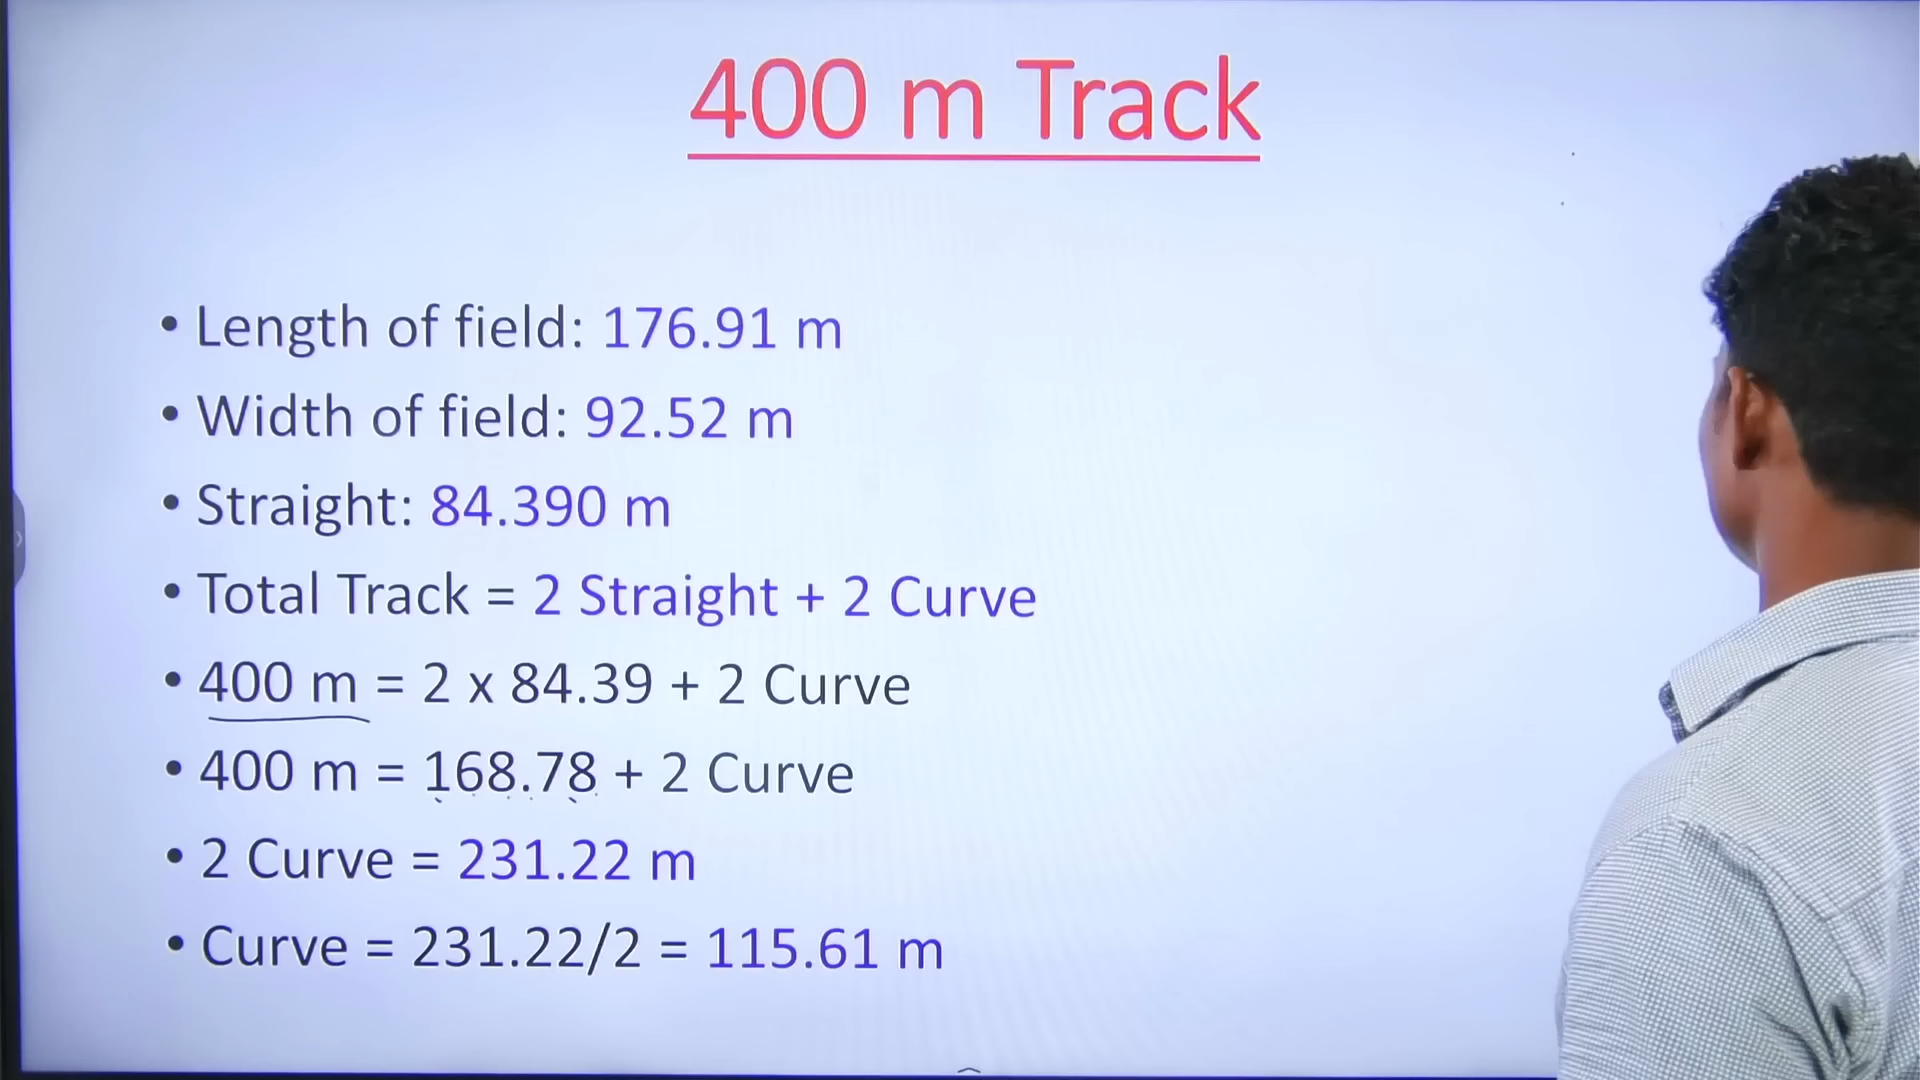 400 m Track
• Length of field: 176.91 m
• Width of field: 92.52 m
• Straight: 84.390 m
• Total Track = 2 Straight + 2 Curve
• 400 m = 2 x 84.39 + 2 Curve
• 400 m = 168.78 + 2 Curve
• 2 Curve = 231.22 m
• Curve = 231.22/2 = 115.61 m